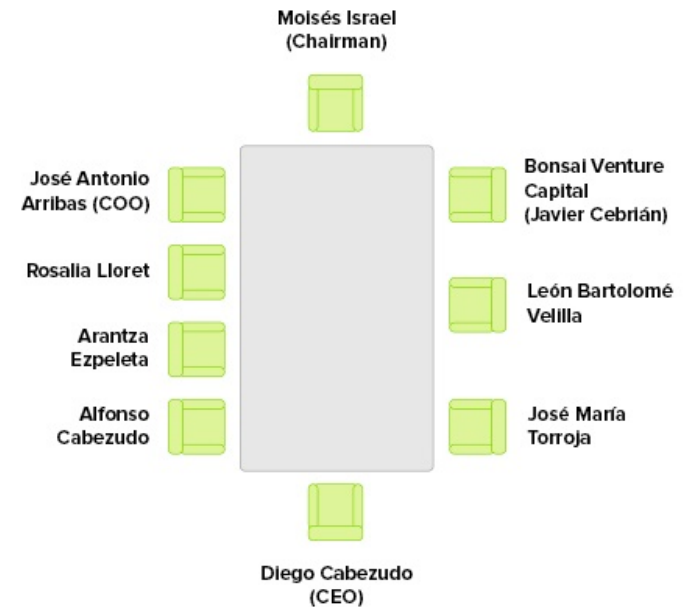 Moisés Israel
(Chairman)
José Antonio
Arribas (COO)
Rosalia Lloret
Arantza
Ezpeleta
Alfonso
Cabezudo
Bonsai Venture
Capital
(Javier Cebrián)
León Bartolomé
Velilla
José María
Torroja
Diego Cabezudo
(CEO)